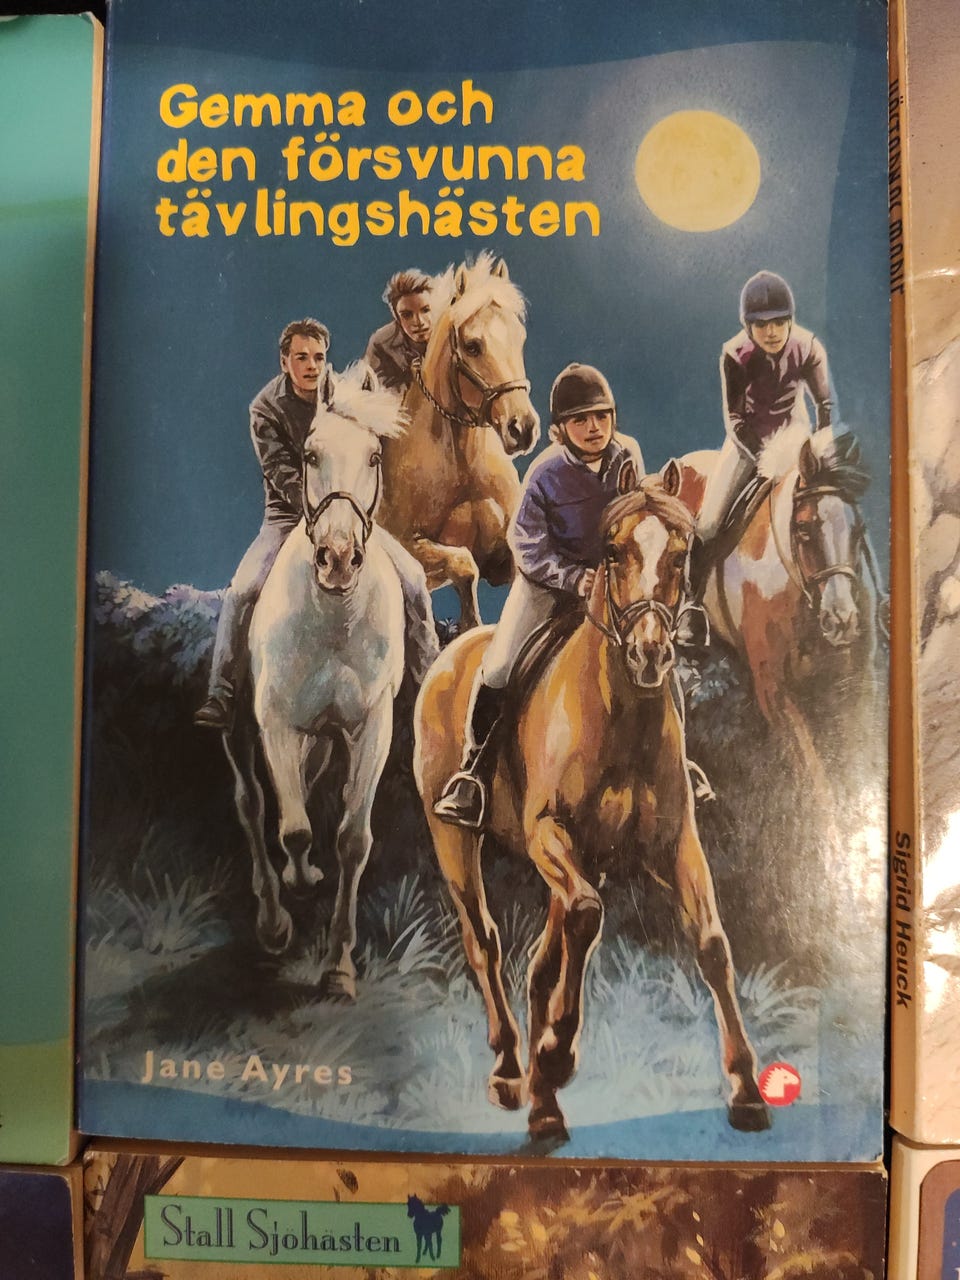 Gemma och
den försvunna
tävlingshästen
Jane Ayres
Sigrid Heuck
Stall Sjöhästen